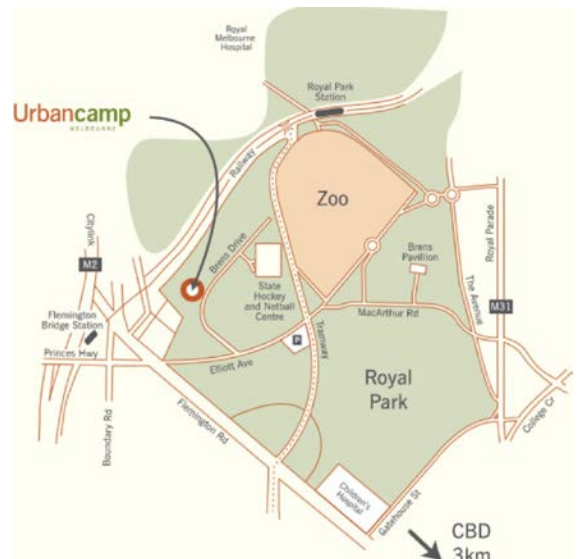 Royal
Melbourne
Hospital
Royal Park
Station
Urbancamp
MELBOURNE
Railway
Zoo
Citylink
M2
Brens Drive
Brens
Pavilion
Royal Parade
The Avenue
State
Hockey
and Netball
Centre
M31
Flemington
Bridge Station
MacArthur Rd
P
Tramway
Princes Hwy
Elliott Ave
Royal
Park
Boundary Rd
Flemington Rd
College Cr
Children's
Hospital
Gatehouse St
CBD
3km